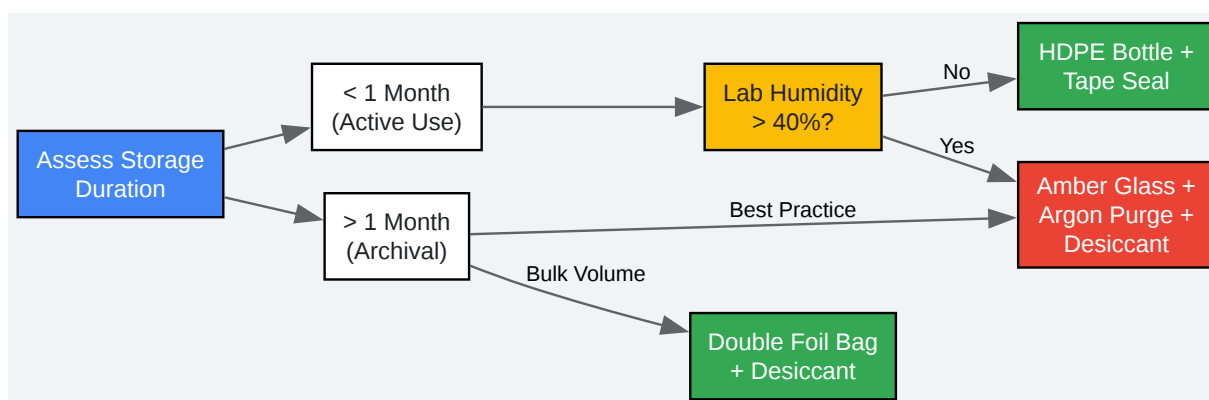 Assess Storage
Duration
< 1 Month
(Active Use)
> 1 Month
(Archival)
Lab Humidity
> 40%?
No
Yes
Best Practice
Bulk Volume
HDPE Bottle +
Tape Seal
Amber Glass +
Argon Purge +
Desiccant
Double Foil Bag
+ Desiccant